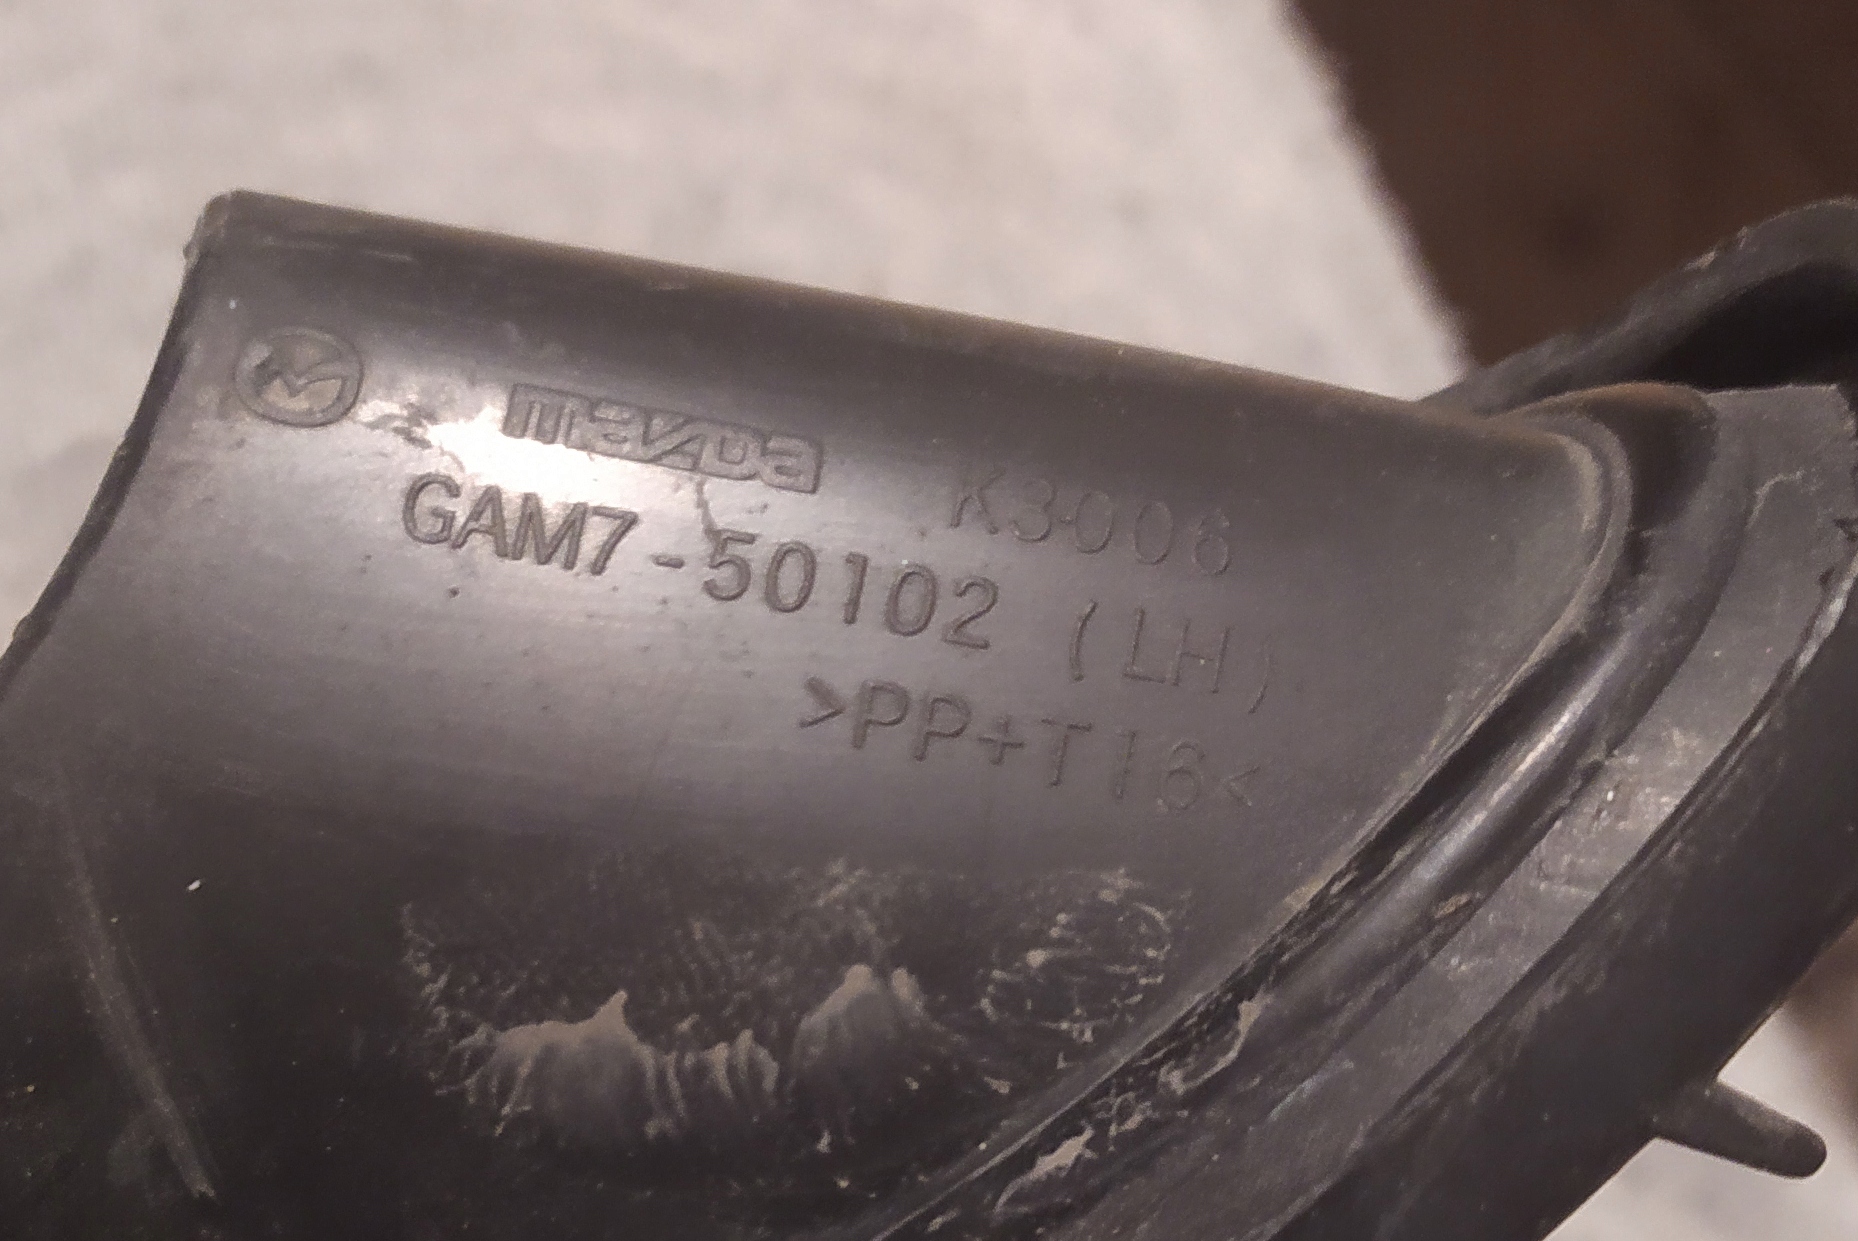 mazda K3006
GAM7-50102 (LH)
>PP+T16<